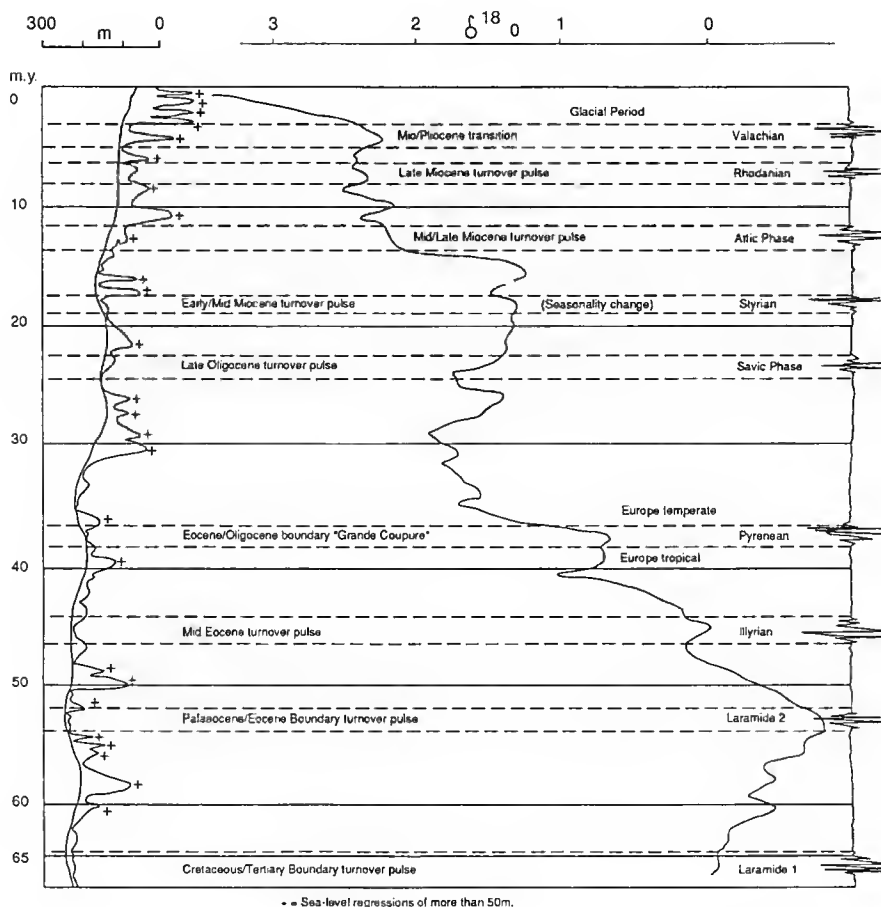 300 m 0 3 2 δ 18 O 1 0
m.y.
0
Glacial Period
Mio/Pliocene transition Valachian
Late Miocene turnover pulse Rhodanian
10
Mid/Late Miocene turnover pulse Attic Phase
Early/Mid Miocene turnover pulse (Seasonality change) Styrian
20
Late Oligocene turnover pulse Savic Phase
30
Europe temperate
Eocene/Oligocene boundary "Grande Coupure" Pyrenean
Europe tropical
40
Mid Eocene turnover pulse Illyrian
50
Palaeocene/Eocene Boundary turnover pulse Laramide 2
60
65
Cretaceous/Tertiary Boundary turnover pulse Laramide 1
- - Sea-level regressions of more than 50m.